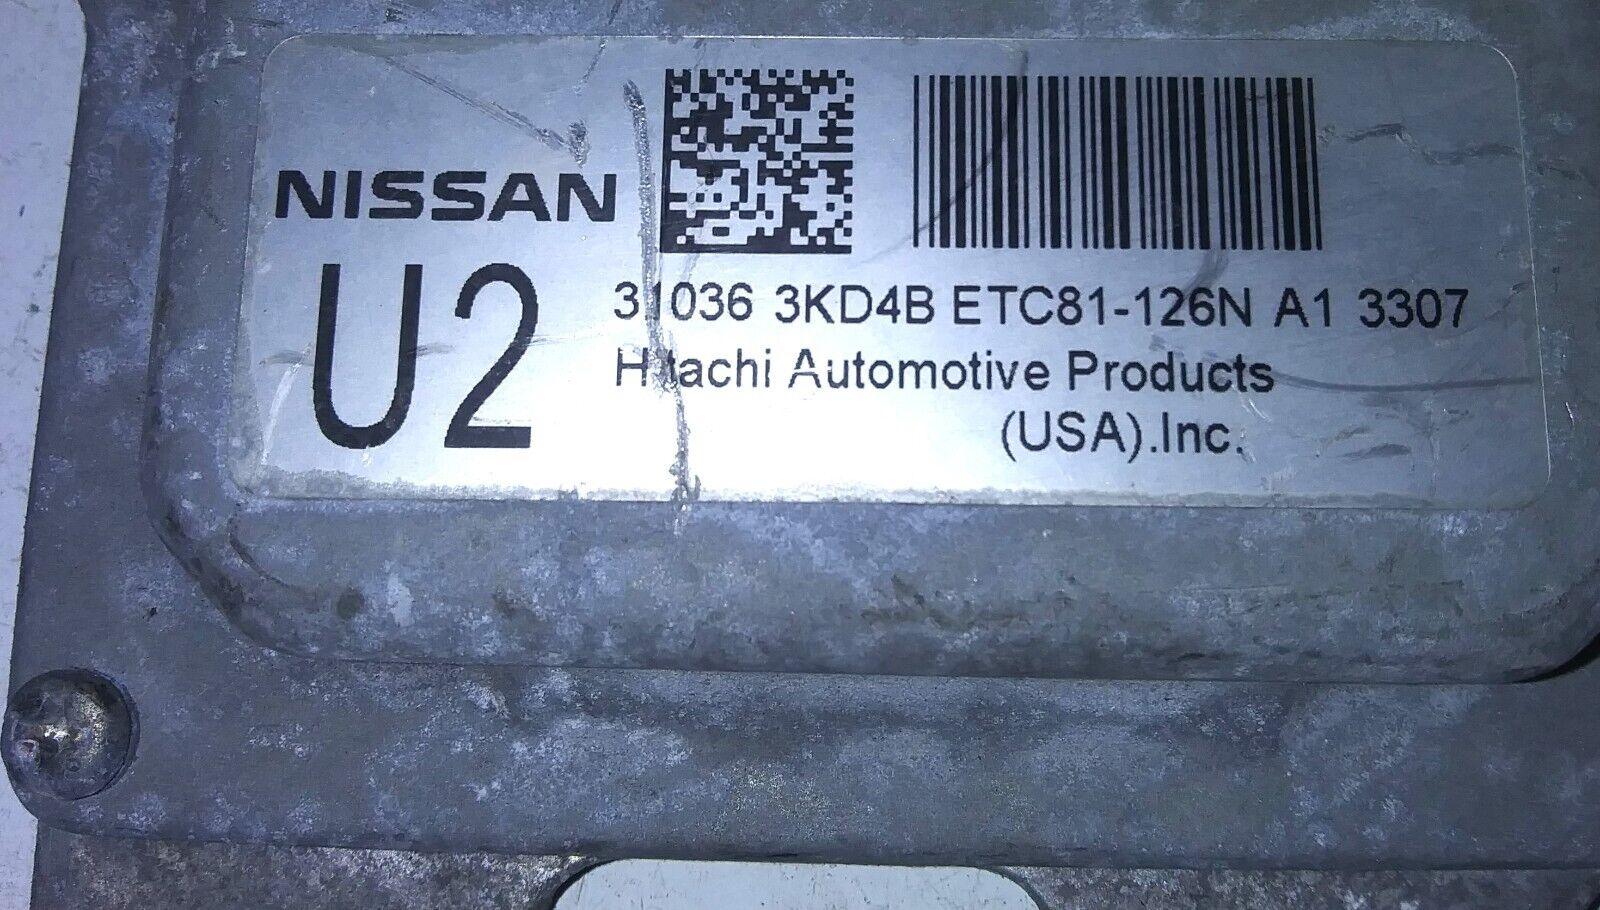 NISSAN
U2
31036 3KD4B ETC81-126N A1 3307
Hitachi Automotive Products
(USA).Inc.